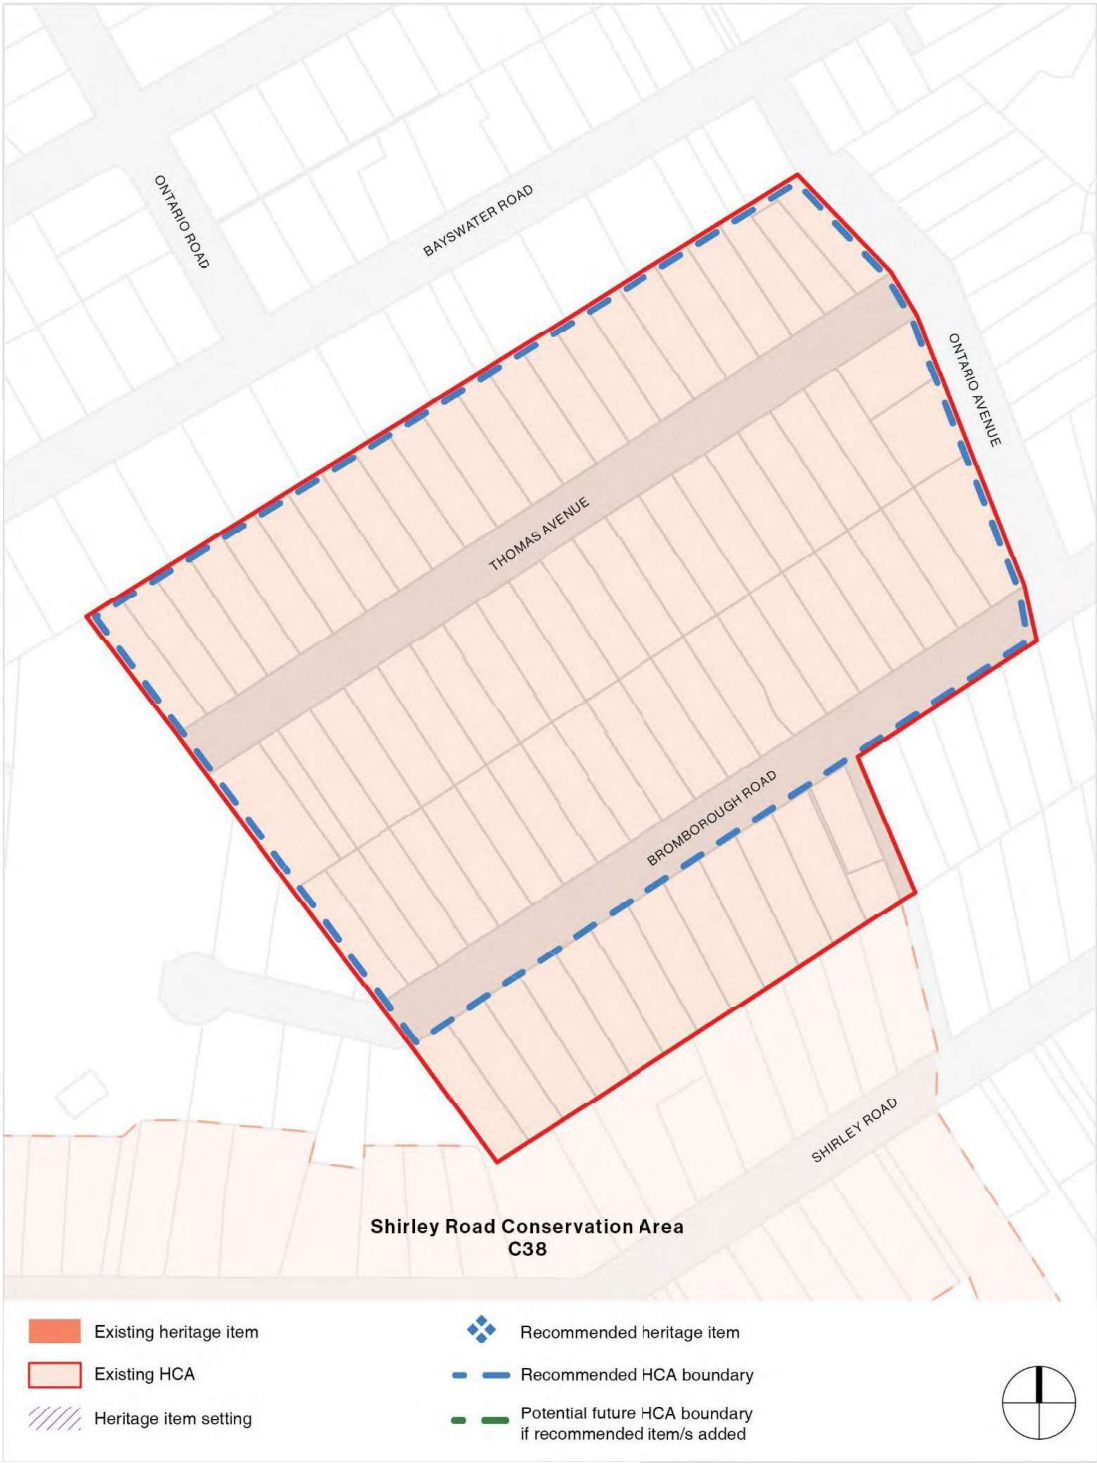 ONTARIO ROAD
BAYSWATER ROAD
ONTARIO AVENUE
THOMAS AVENUE
BROMBOROUGH ROAD
SHIRLEY ROAD
Shirley Road Conservation Area
C38
Existing heritage item
Existing HCA
Heritage item setting
Recommended heritage item
Recommended HCA boundary
Potential future HCA boundary
if recommended item/s added